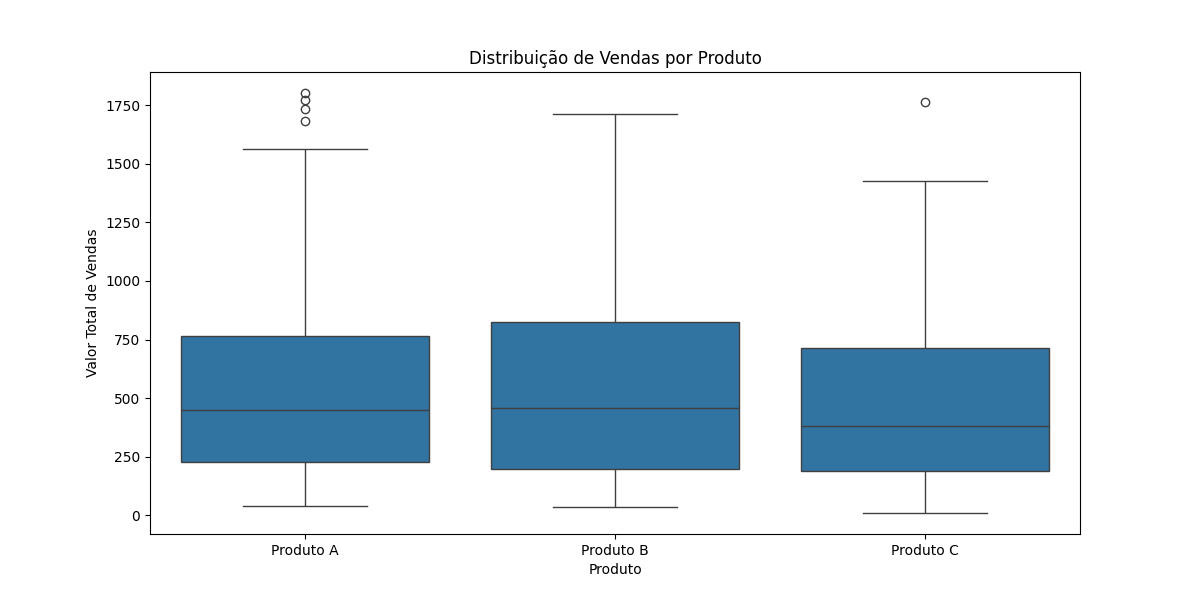 Distribuição de Vendas por Produto
Valor Total de Vendas
1750
1500
1250
1000
750
500
250
0
Produto A
Produto B
Produto C
Produto